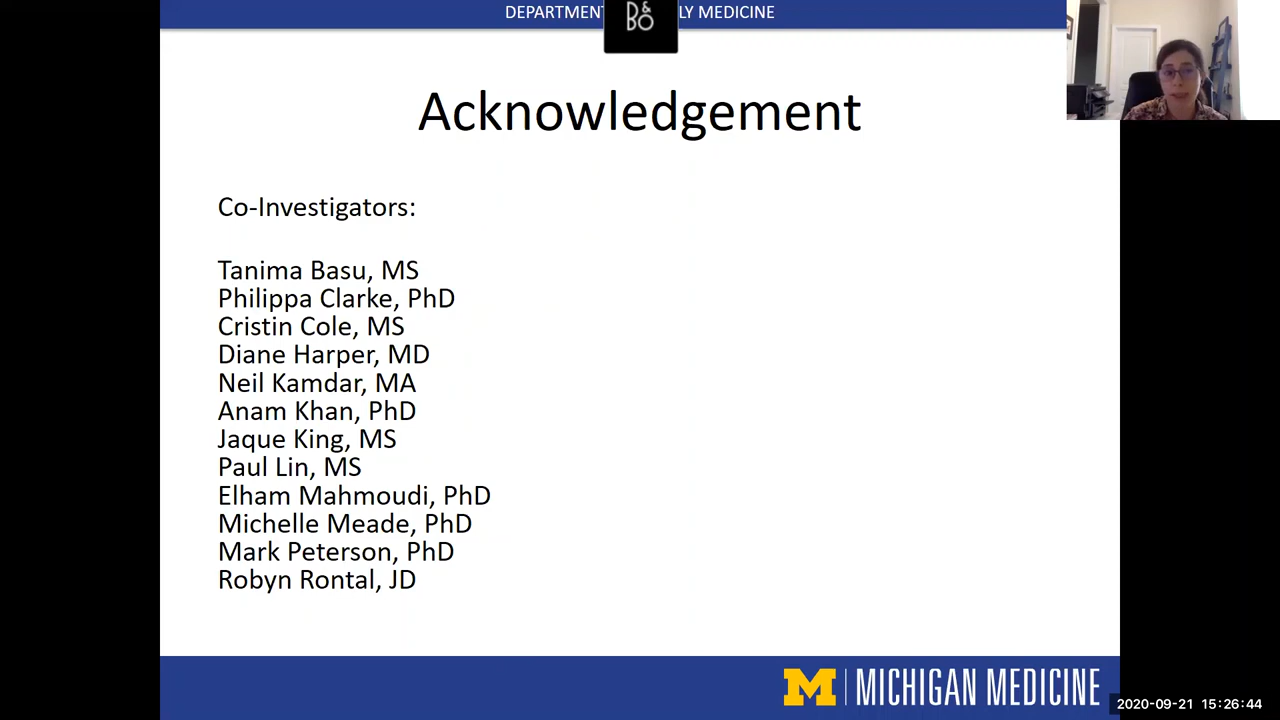 DEPARTMENT LY MEDICINE
B&
BO
Acknowledgement
Co-Investigators:
Tanima Basu, MS
Philippa Clarke, PhD
Cristin Cole, MS
Diane Harper, MD
Neil Kamdar, MA
Anam Khan, PhD
Jaque King, MS
Paul Lin, MS
Elham Mahmoudi, PhD
Michelle Meade, PhD
Mark Peterson, PhD
Robyn Rontal, JD
M MICHIGAN MEDICINE
2020-09-21 15:26:44